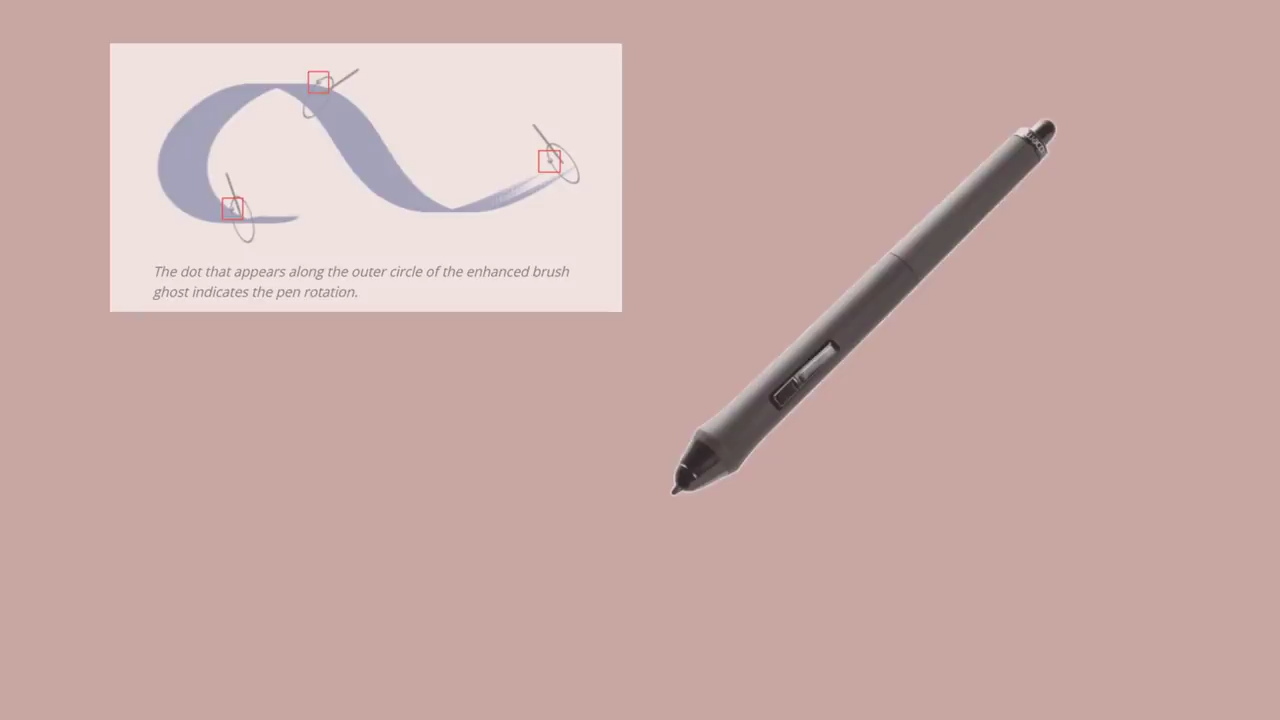 The dot that appears along the outer circle of the enhanced brush
ghost indicates the pen rotation.